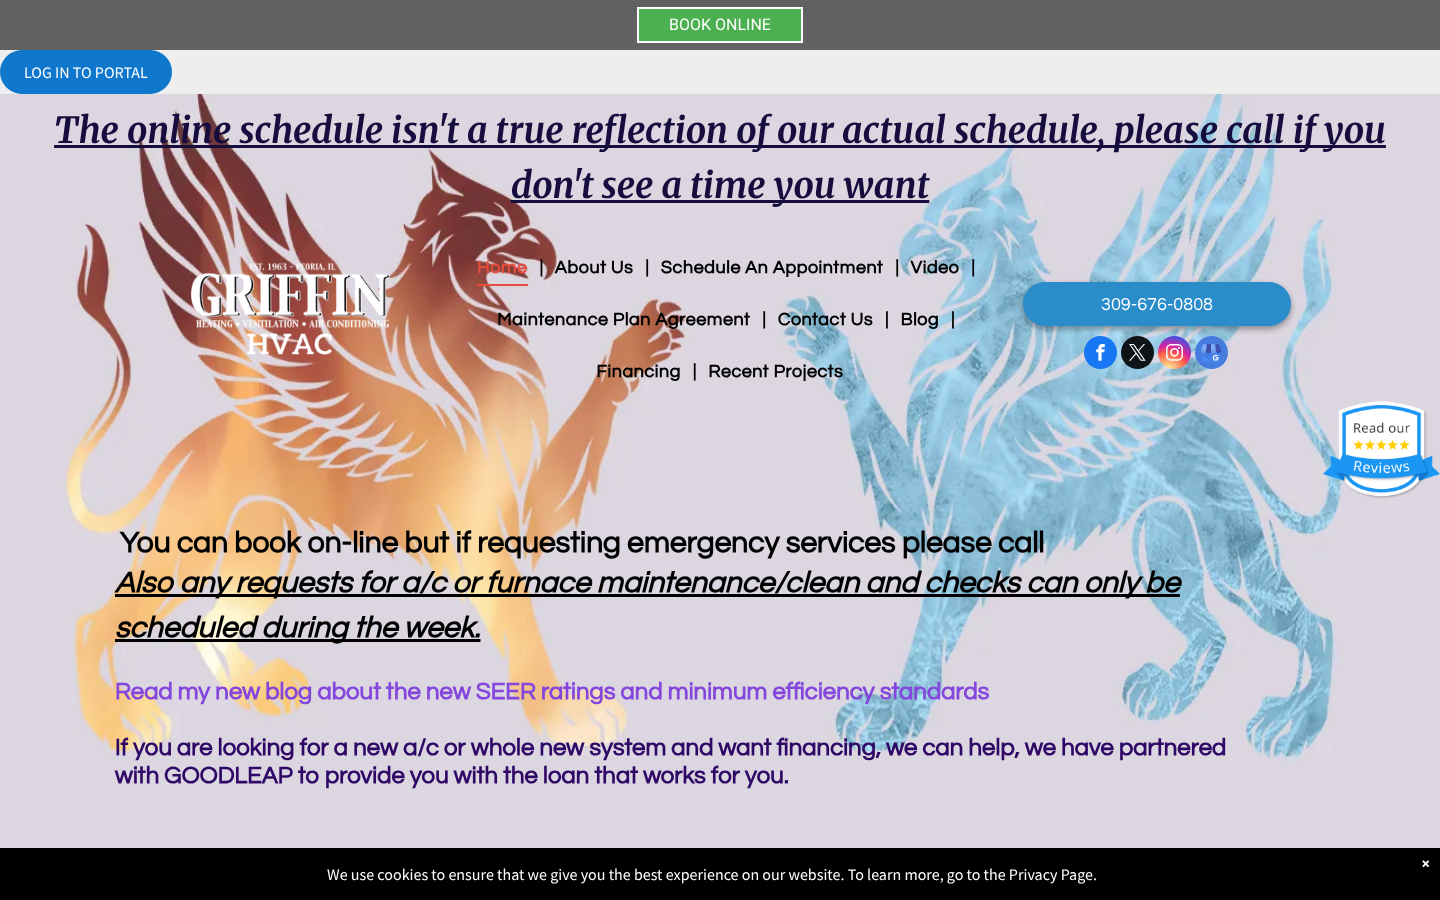 BOOK ONLINE
LOG IN TO PORTAL
The online schedule isn't a true reflection of our actual schedule, please call if you
don't see a time you want
EST. 1963 - PEORIA, IL
GRIFFIN
HEATING • VENTILATION • AIR CONDITIONING
HVAC
Home | About Us | Schedule An Appointment | Video |
Maintenance Plan Agreement | Contact Us | Blog |
Financing | Recent Projects
309-676-0808
Read our
Reviews
You can book on-line but if requesting emergency services please call
Also any requests for a/c or furnace maintenance/clean and checks can only be
scheduled during the week.
Read my new blog about the new SEER ratings and minimum efficiency standards
If you are looking for a new a/c or whole new system and want financing, we can help, we have partnered
with GOODLEAP to provide you with the loan that works for you.
We use cookies to ensure that we give you the best experience on our website. To learn more, go to the Privacy Page.
×